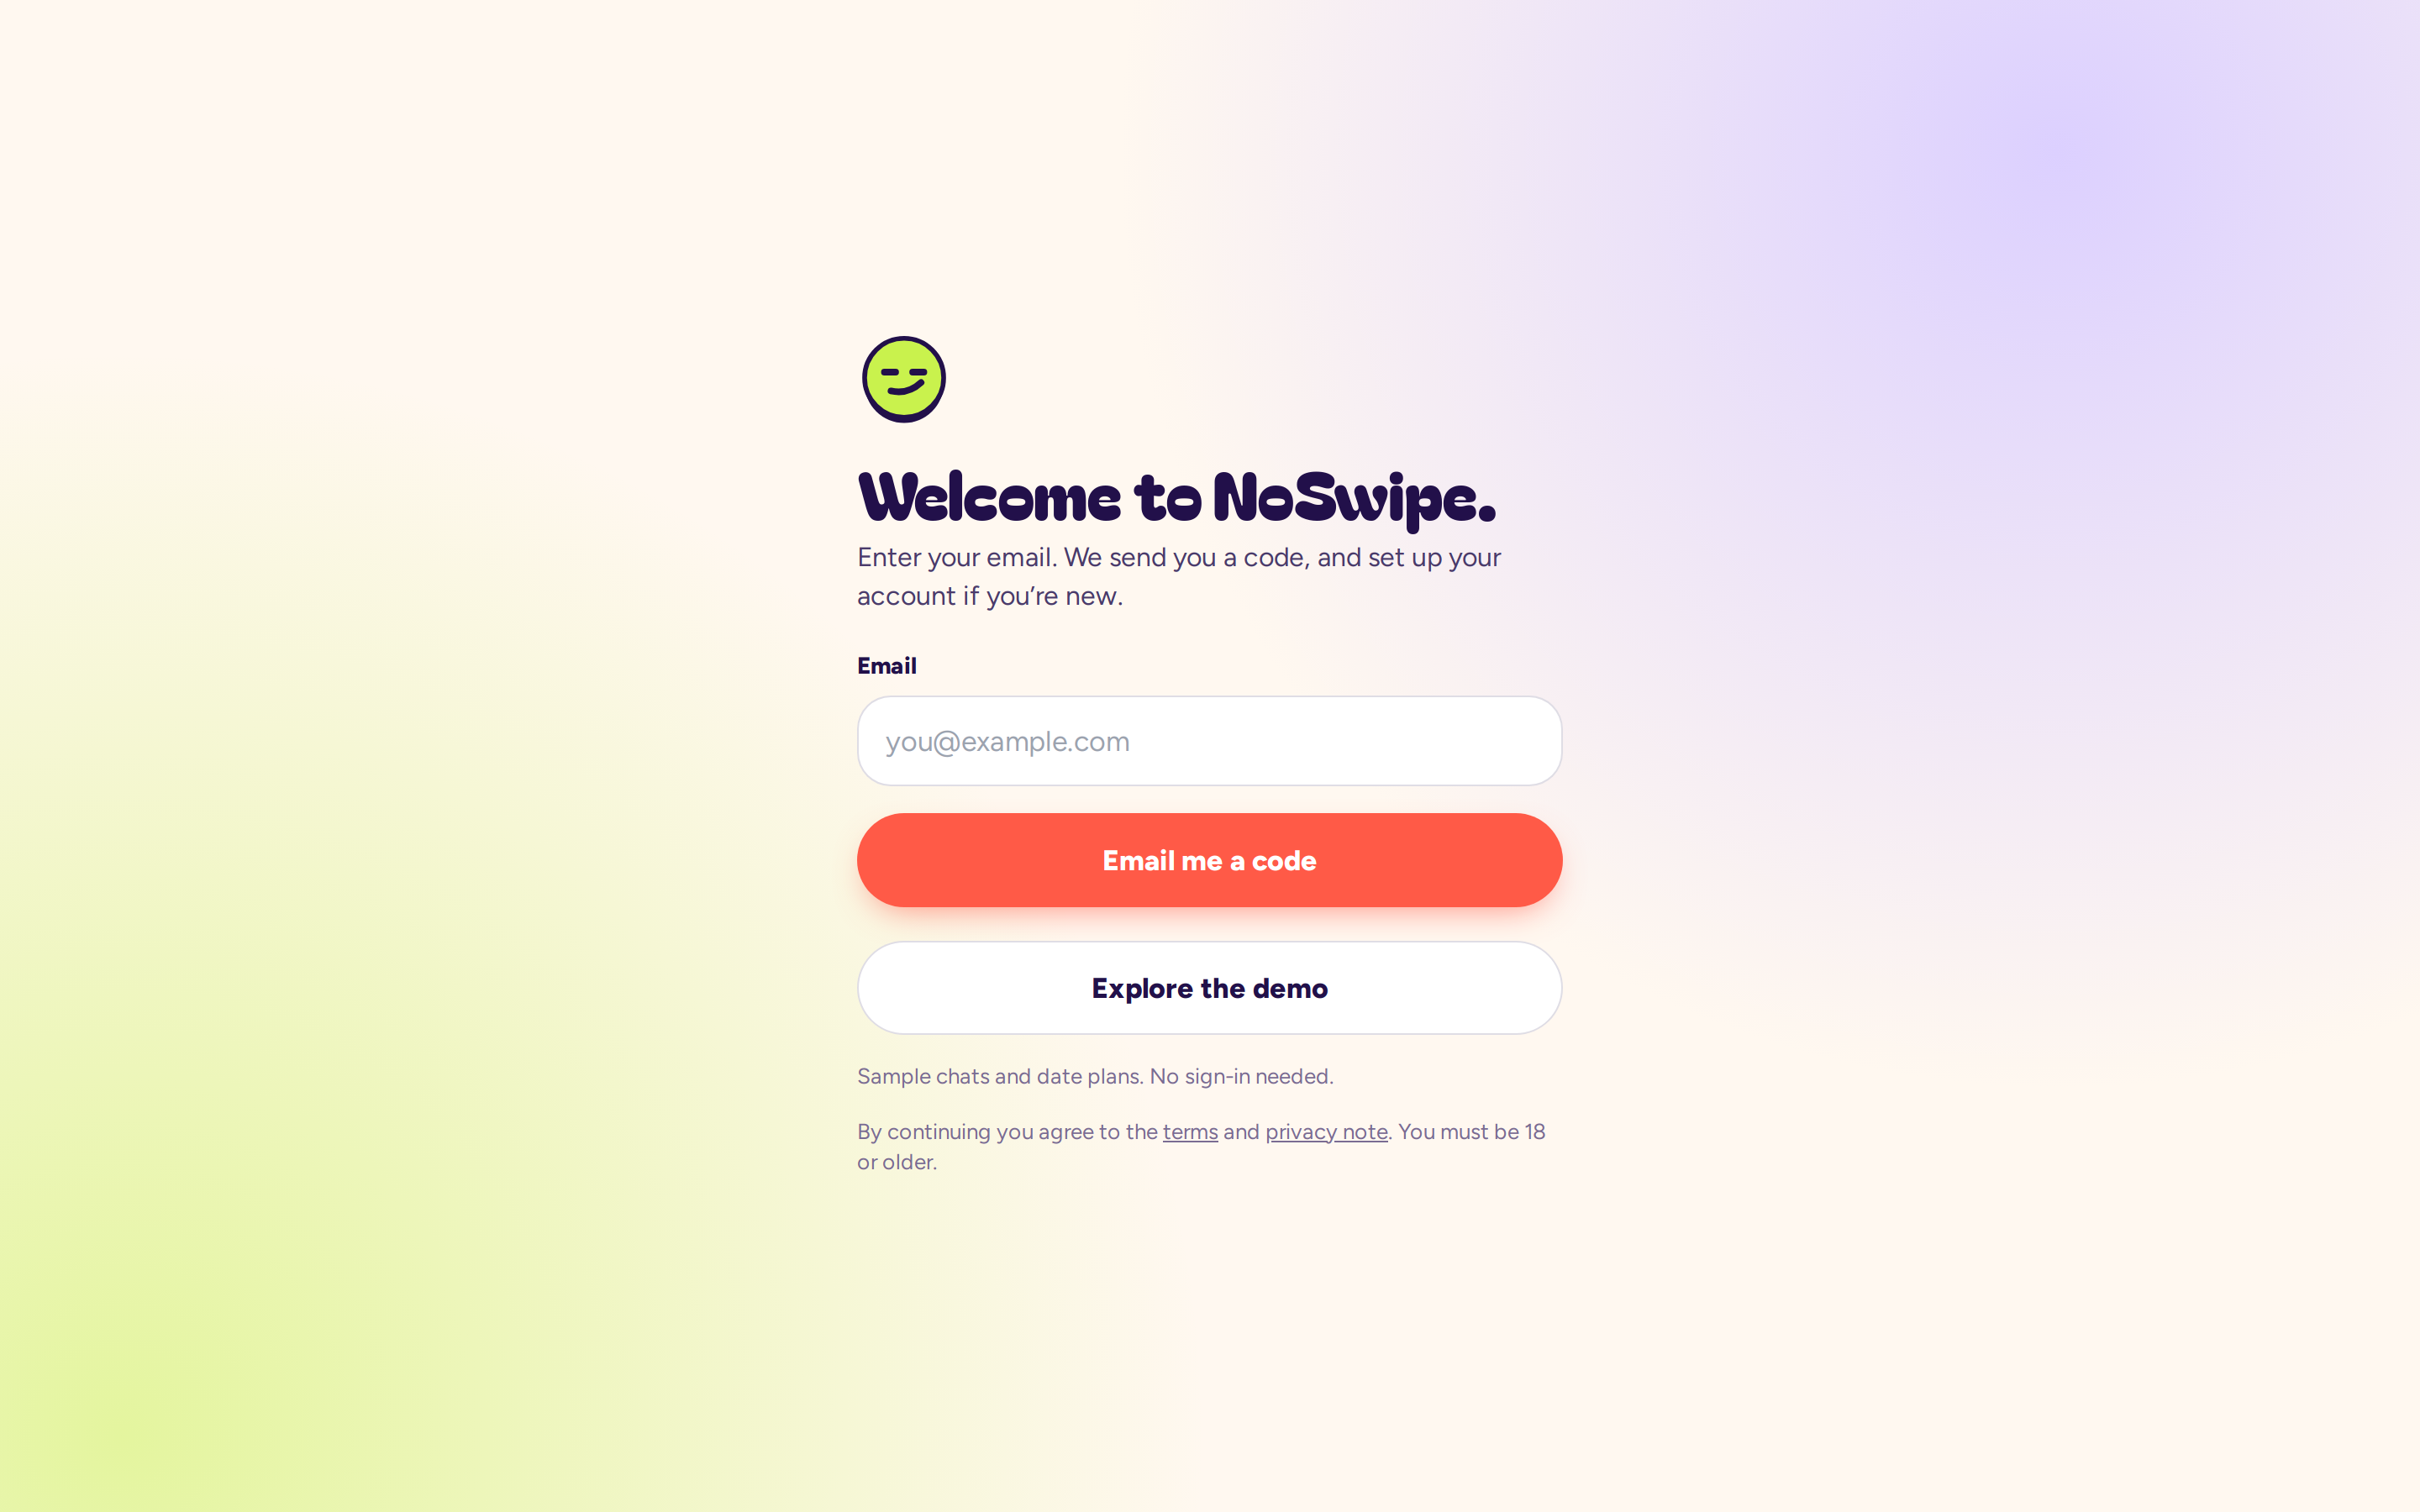 Welcome to NoSwipe.
Enter your email. We send you a code, and set up your
account if you’re new.
Email
you@example.com
Email me a code
Explore the demo
Sample chats and date plans. No sign-in needed.
By continuing you agree to the terms and privacy note. You must be 18
or older.